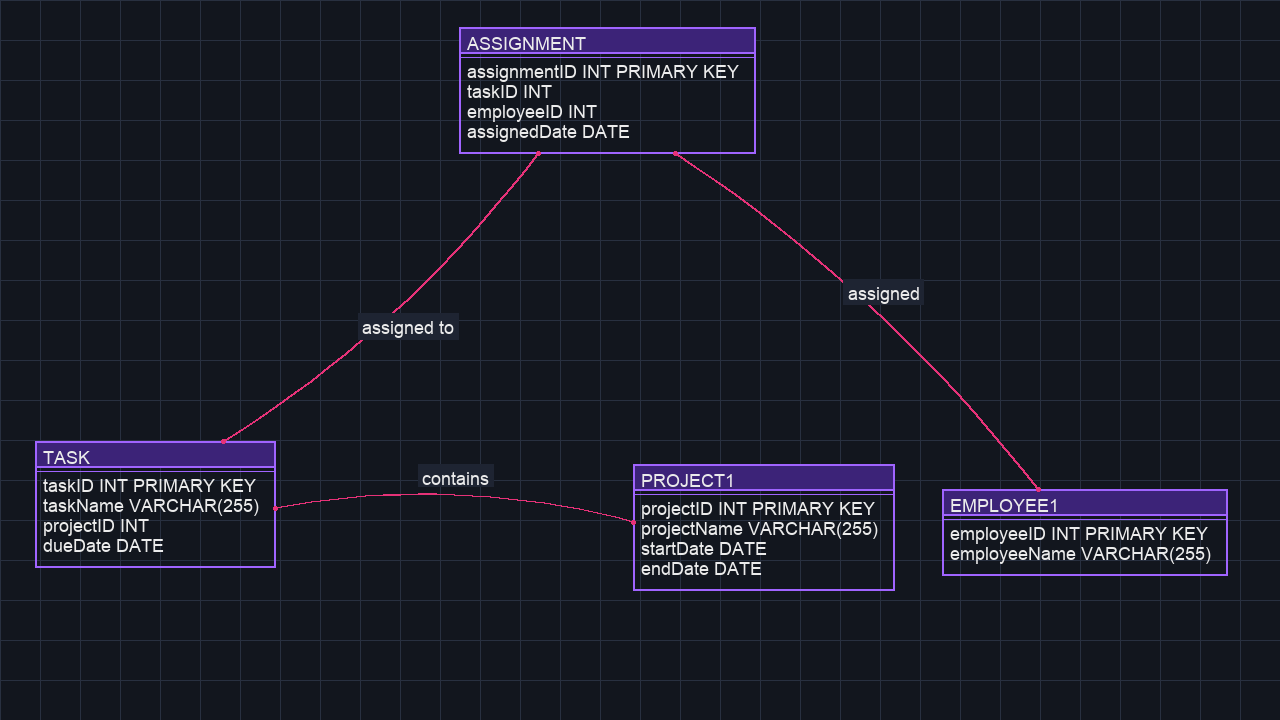 ASSIGNMENT
assignmentID INT PRIMARY KEY
taskID INT
employeeID INT
assignedDate DATE
assigned
assigned to
TASK
taskID INT PRIMARY KEY
taskName VARCHAR(255)
projectID INT
dueDate DATE
contains
PROJECT1
projectID INT PRIMARY KEY
projectName VARCHAR(255)
startDate DATE
endDate DATE
EMPLOYEE1
employeeID INT PRIMARY KEY
employeeName VARCHAR(255)